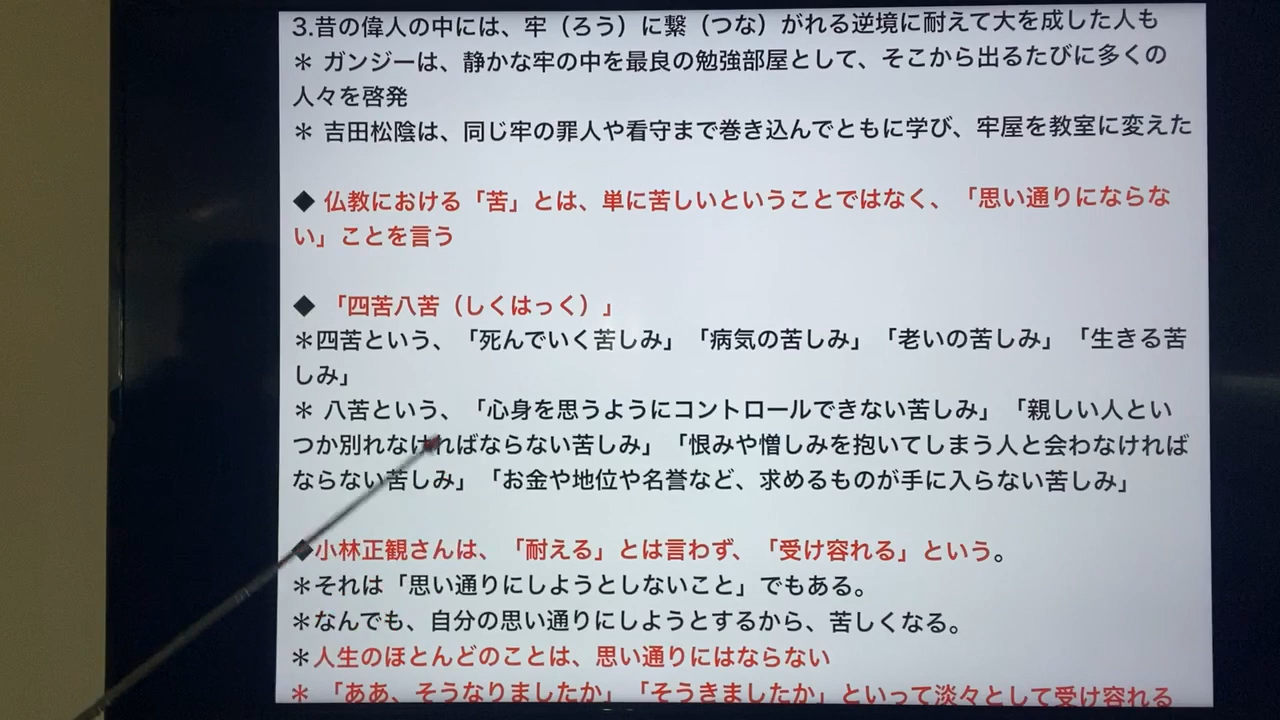 3.昔の偉人の中には、牢（ろう）に繋（つな）がれる逆境に耐えて大を成した人も
＊ ガンジーは、静かな牢の中を最良の勉強部屋として、そこから出るたびに多くの
人々を啓発
＊ 吉田松陰は、同じ牢の罪人や看守まで巻き込んでともに学び、牢屋を教室に変えた
◆ 仏教における「苦」とは、単に苦しいということではなく、「思い通りにならな
い」ことを言う
◆ 「四苦八苦（しくはっく）」
＊四苦という、「死んでいく苦しみ」「病気の苦しみ」「老いの苦しみ」「生きる苦
しみ」
＊ 八苦という、「心身を思うようにコントロールできない苦しみ」「親しい人とい
つか別れなければならない苦しみ」「恨みや憎しみを抱いてしまう人と会わなければ
ならない苦しみ」「お金や地位や名誉など、求めるものが手に入らない苦しみ」
◆小林正観さんは、「耐える」とは言わず、「受け容れる」という。
＊それは「思い通りにしようとしないこと」でもある。
＊なんでも、自分の思い通りにしようとするから、苦しくなる。
＊人生のほとんどのことは、思い通りにはならない
＊ 「ああ、そうなりましたか」「そうきましたか」といって淡々として受け容れる